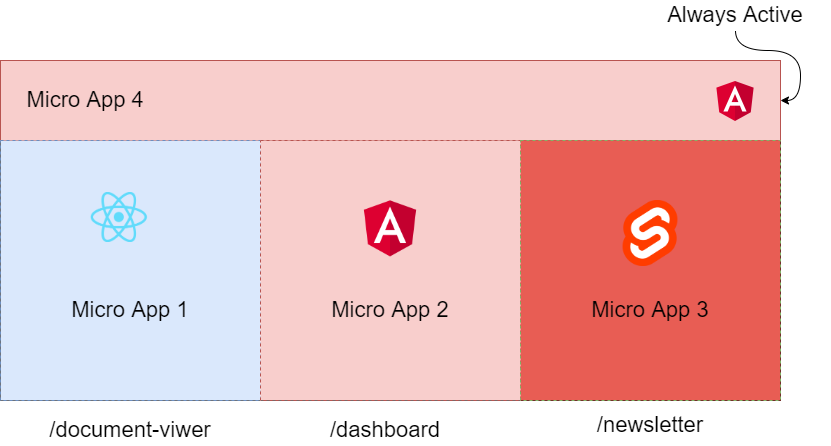 Always Active
Micro App 4
Micro App 1
Micro App 2
Micro App 3
/document-viwer
/dashboard
/newsletter